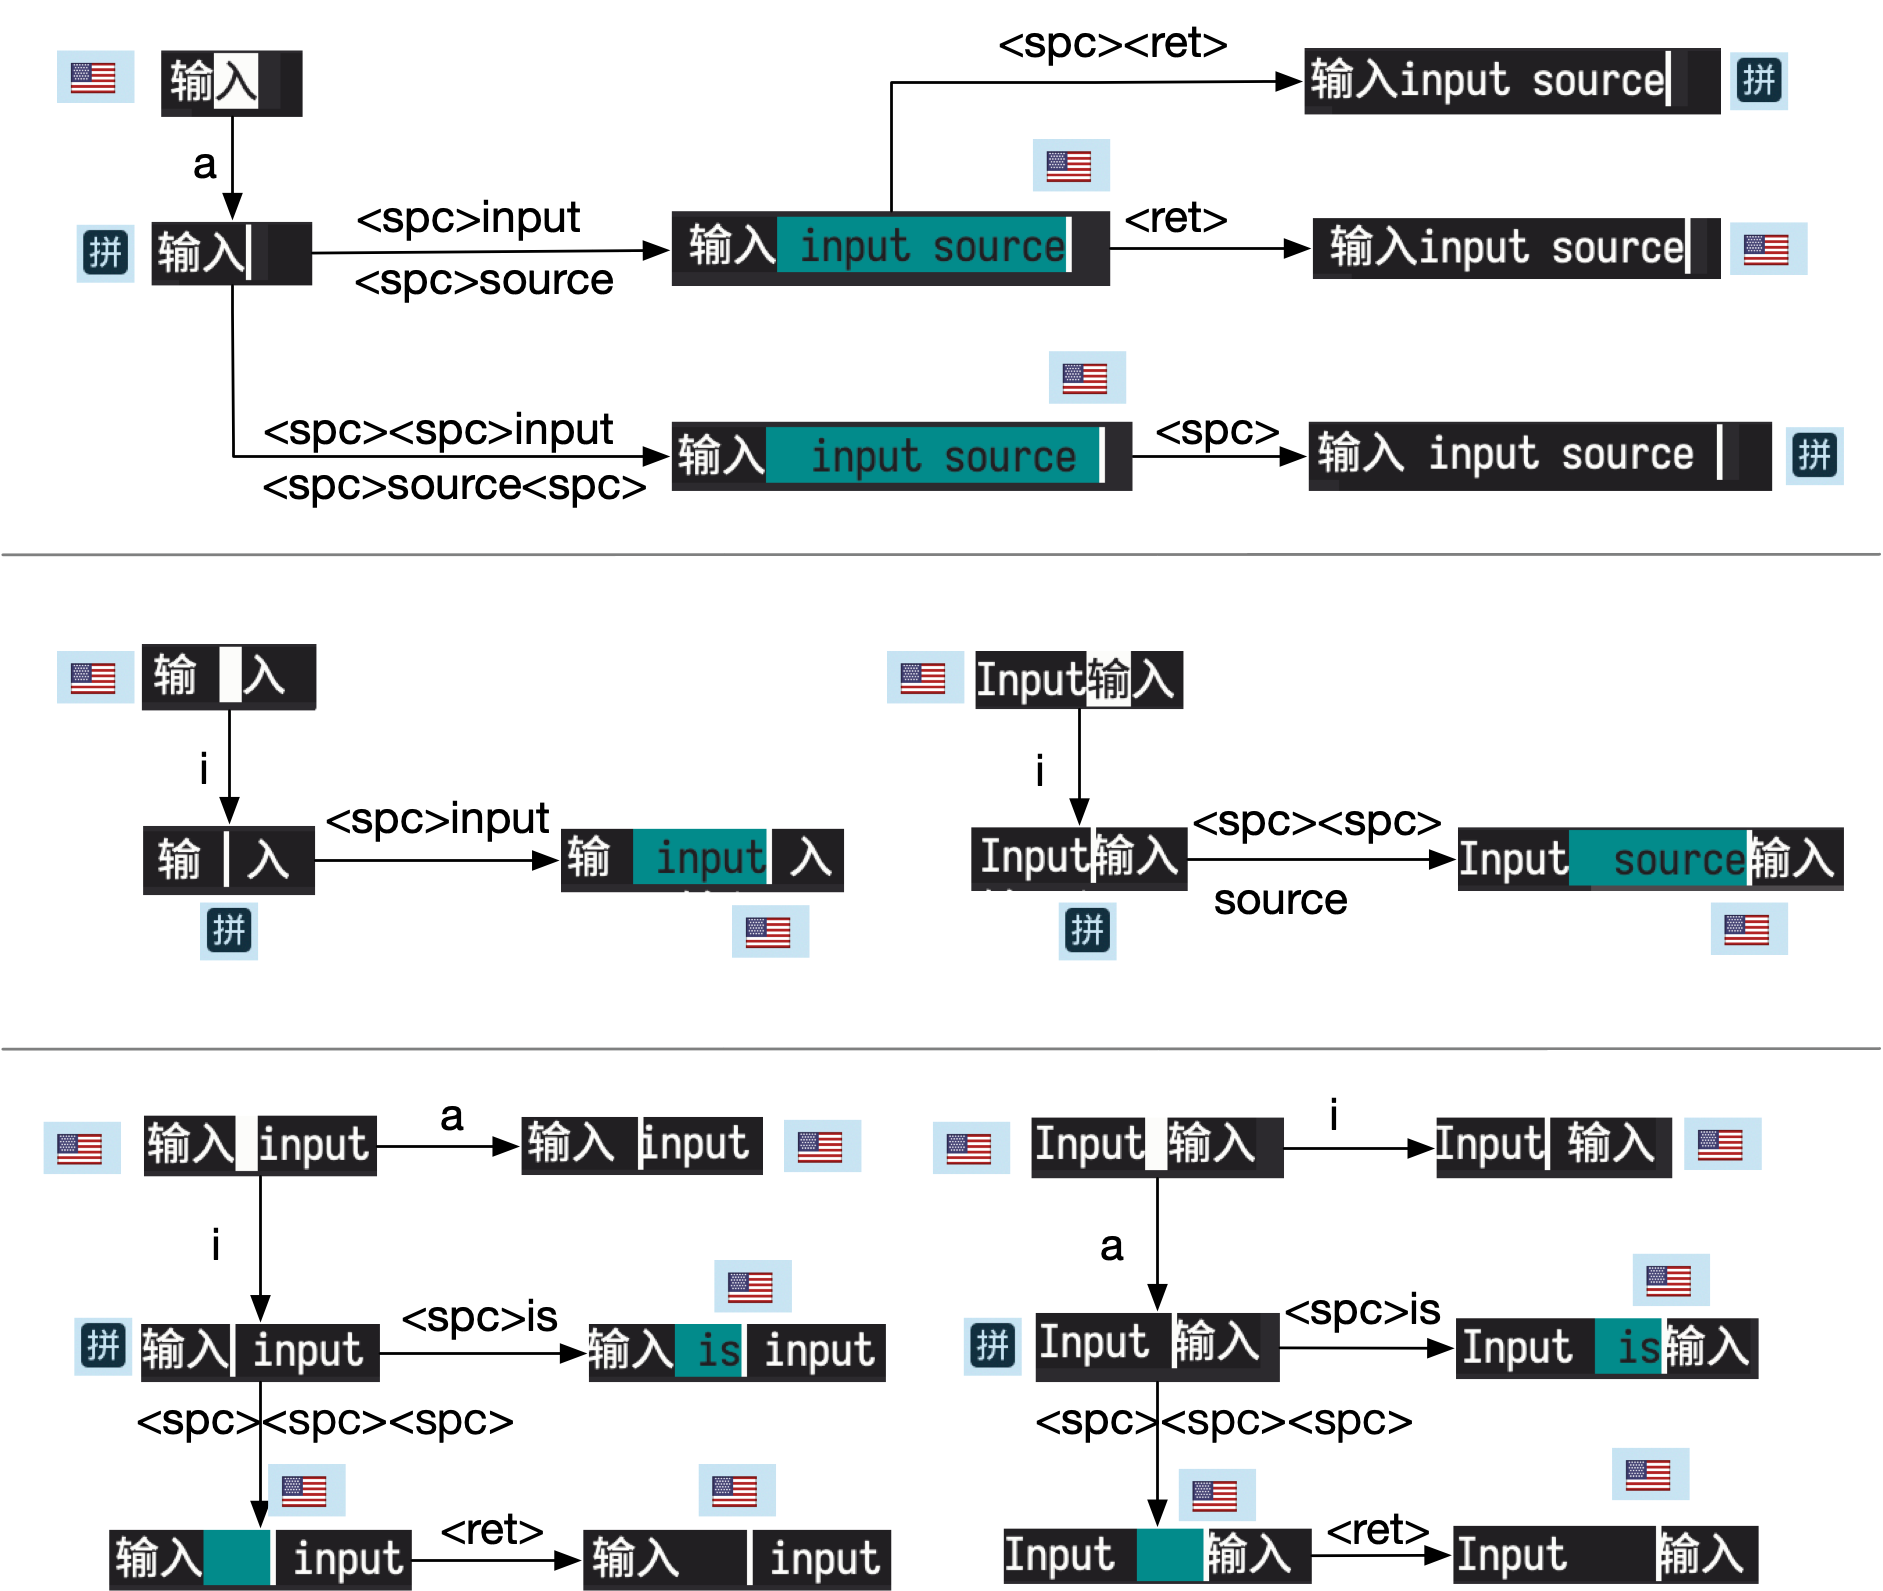 <spc><ret>
输入
输入input source
拼
a
拼
输入
<spc>input
<spc>source
输入 input source
<ret>
输入input source
<spc><spc>input
<spc>source<spc>
输入  input source
<spc>
输入 input source
拼
输 入
Input输入
i
i
输 入
<spc>input
输  input 入
Input输入
<spc><spc>
source
Input  source输入
拼
拼
输入 input
a
输入 input
Input 输入
i
Input 输入
i
a
拼
输入 input
<spc>is
输入 is input
拼
Input 输入
<spc>is
Input  is输入
<spc><spc><spc>
<spc><spc><spc>
输入    input
<ret>
输入    input
Input    输入
<ret>
Input    输入